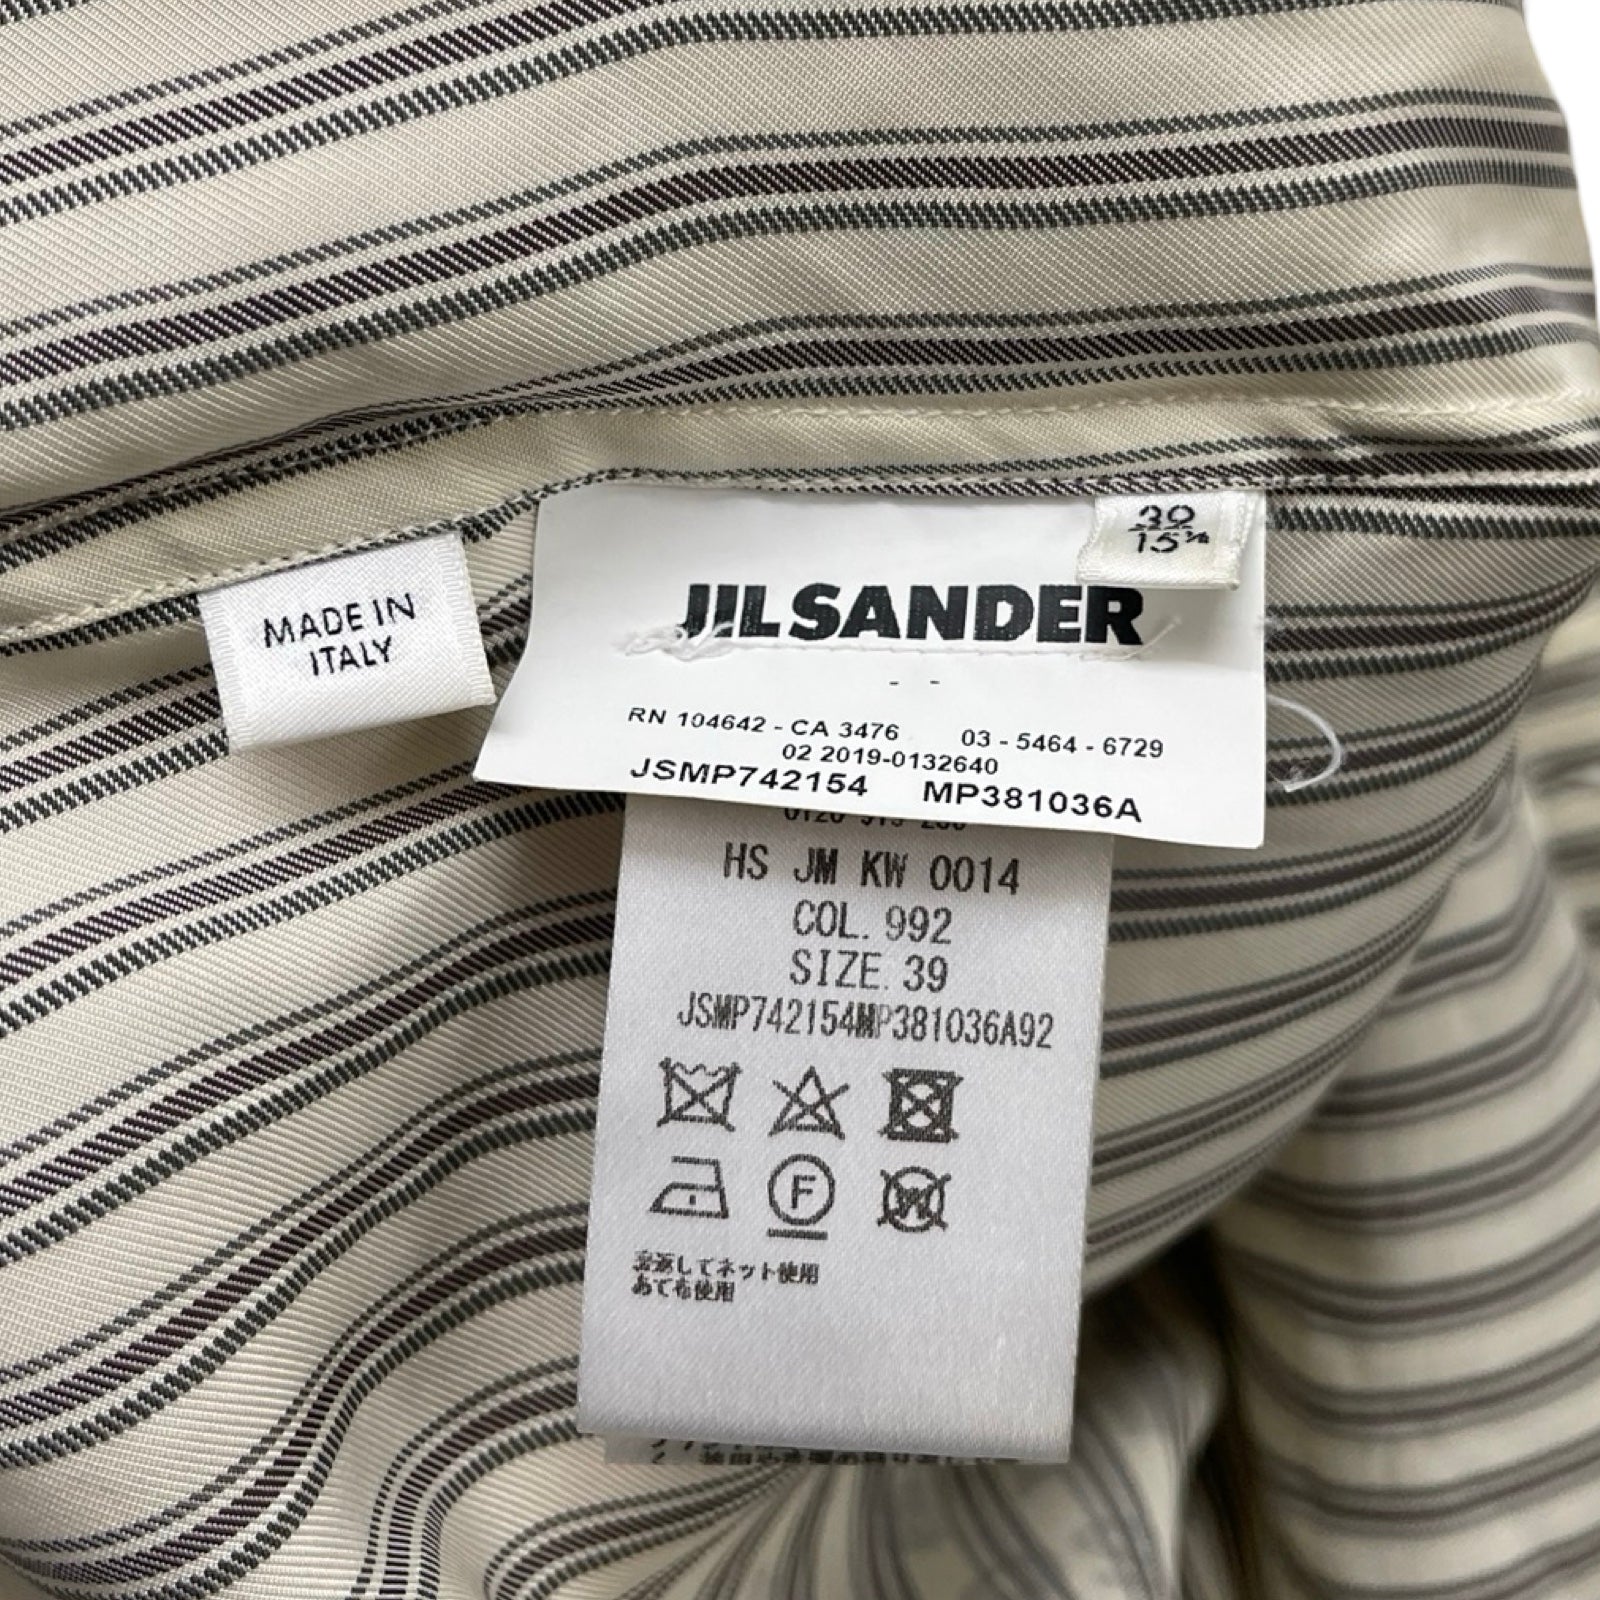 39
15½
MADE IN
ITALY
JIL SANDER
- -
RN 104642 - CA 3476 03 - 5464 - 6729
02 2019-0132640
JSMP742154 MP381036A
HS JM KW 0014
COL. 992
SIZE. 39
JSMP742154MP381036A92
F
W
裏返してネット使用
あて布使用